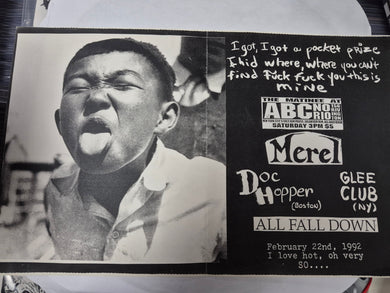 I got, I got a pocket prize
I hid where, where you can't
find Fuck fuck you this is
mine
THE MATINEE AT
ABC NO RIO
SATURDAY 3PM $5
Merel
Doc
Hopper
(Boston)
GLEE
CLUB
(NY)
ALL FALL DOWN
February 22nd, 1992
I love hot, oh very
SO....